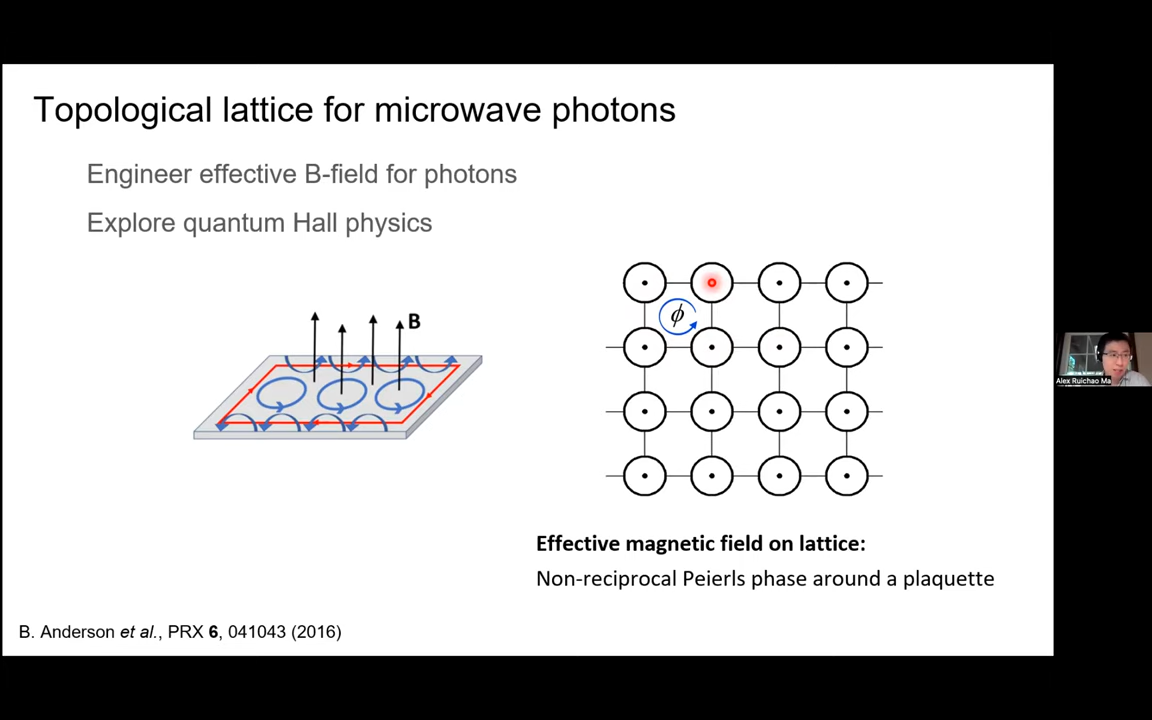 Topological lattice for microwave photons
Engineer effective B-field for photons
Explore quantum Hall physics
B
ϕ
Alex Ruichao Ma
Effective magnetic field on lattice:
Non-reciprocal Peierls phase around a plaquette
B. Anderson et al., PRX 6, 041043 (2016)